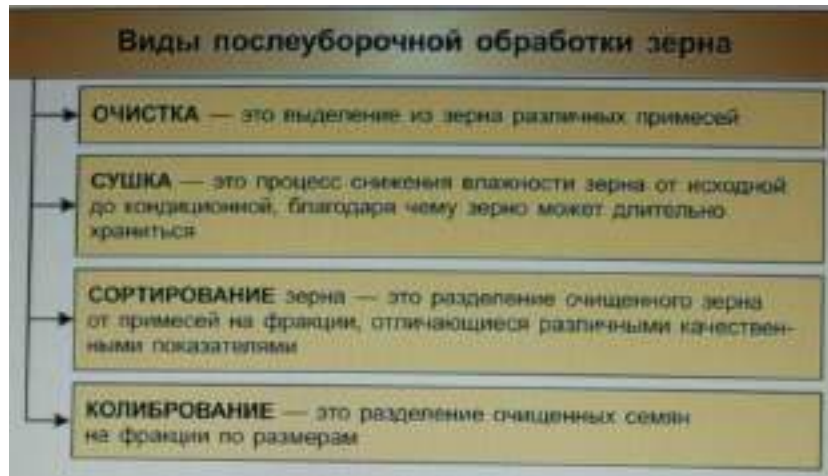 Виды послеуборочной обработки зерна
ОЧИСТКА — это выделение из зерна различных примесей
СУШКА — это процесс снижения влажности зерна от исходной
до кондиционной, благодаря чему зерно может длительно
храниться
СОРТИРОВАНИЕ зерна — это разделение очищенного зерна
от примесей на фракции, отличающиеся различными качествен-
ными показателями
КОЛИБРОВАНИЕ — это разделение очищенных семян
на фракции по размерам